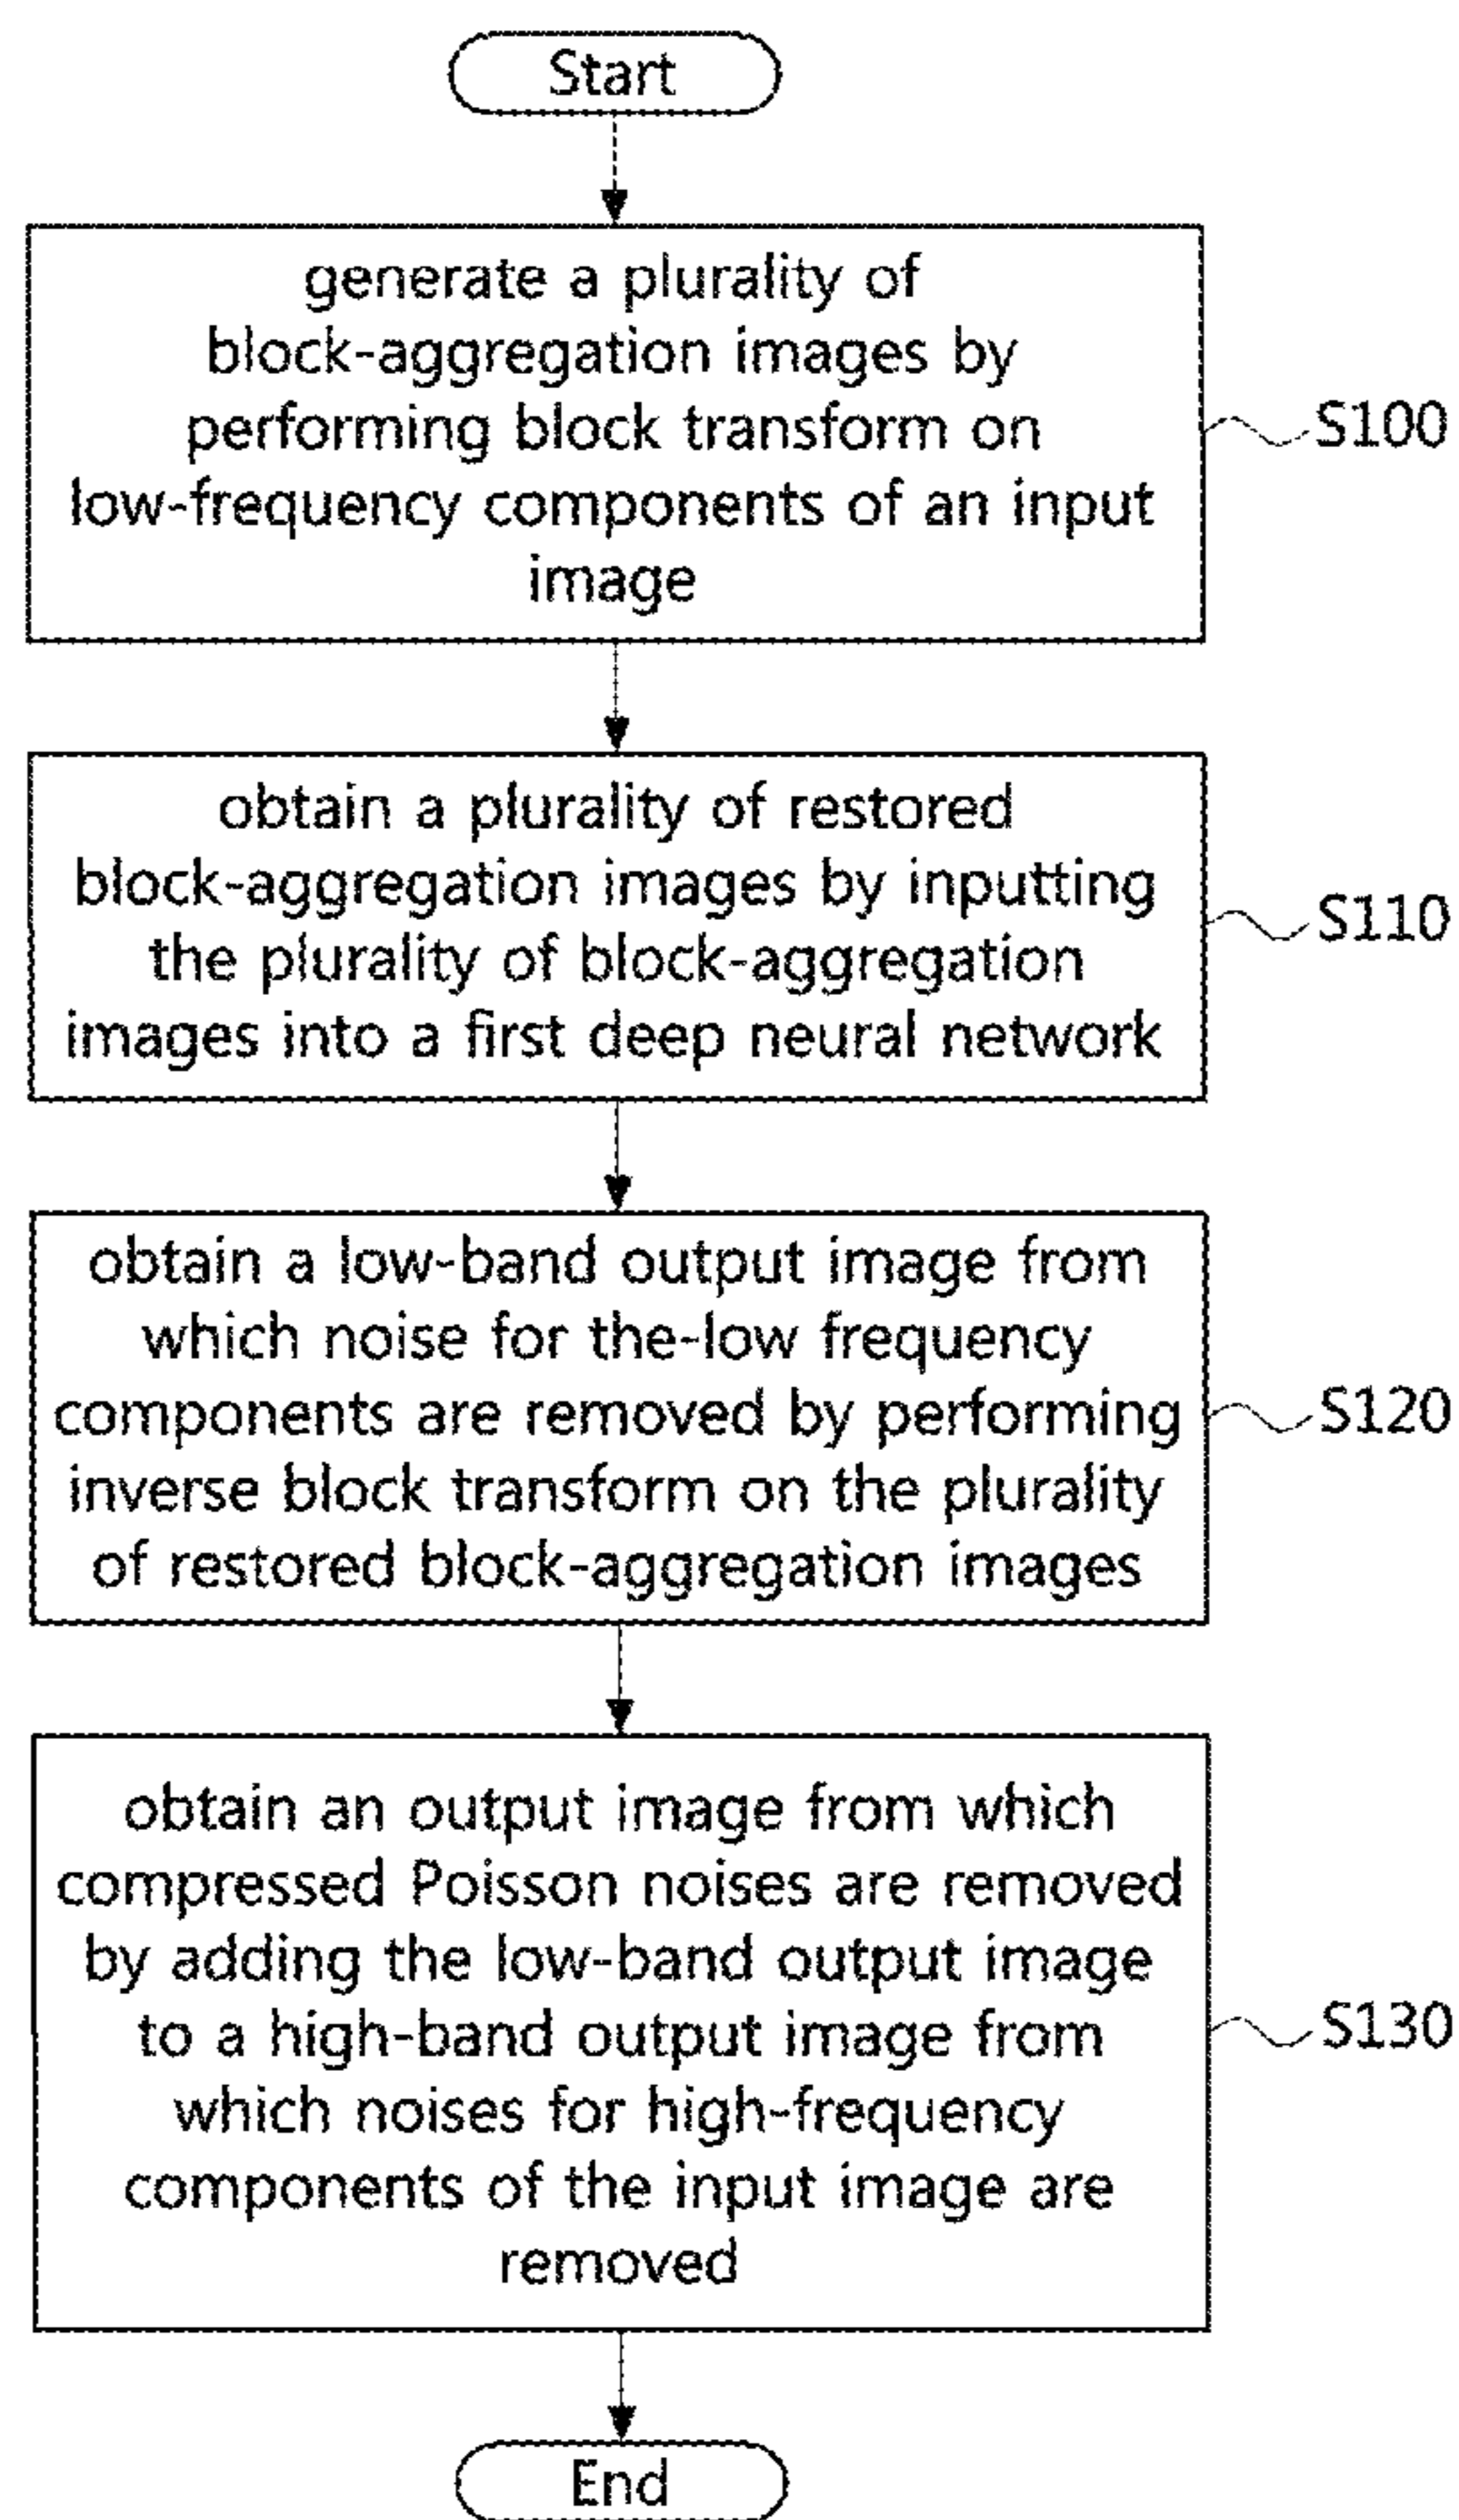 Start
generate a plurality of
block-aggregation images by
performing block transform on
low-frequency components of an input
image
S100
obtain a plurality of restored
block-aggregation images by inputting
the plurality of block-aggregation
images into a first deep neural network
S110
obtain a low-band output image from
which noise for the-low frequency
components are removed by performing
inverse block transform on the plurality
of restored block-aggregation images
S120
obtain an output image from which
compressed Poisson noises are removed
by adding the low-band output image
to a high-band output image from
which noises for high-frequency
components of the input image are
removed
S130
End